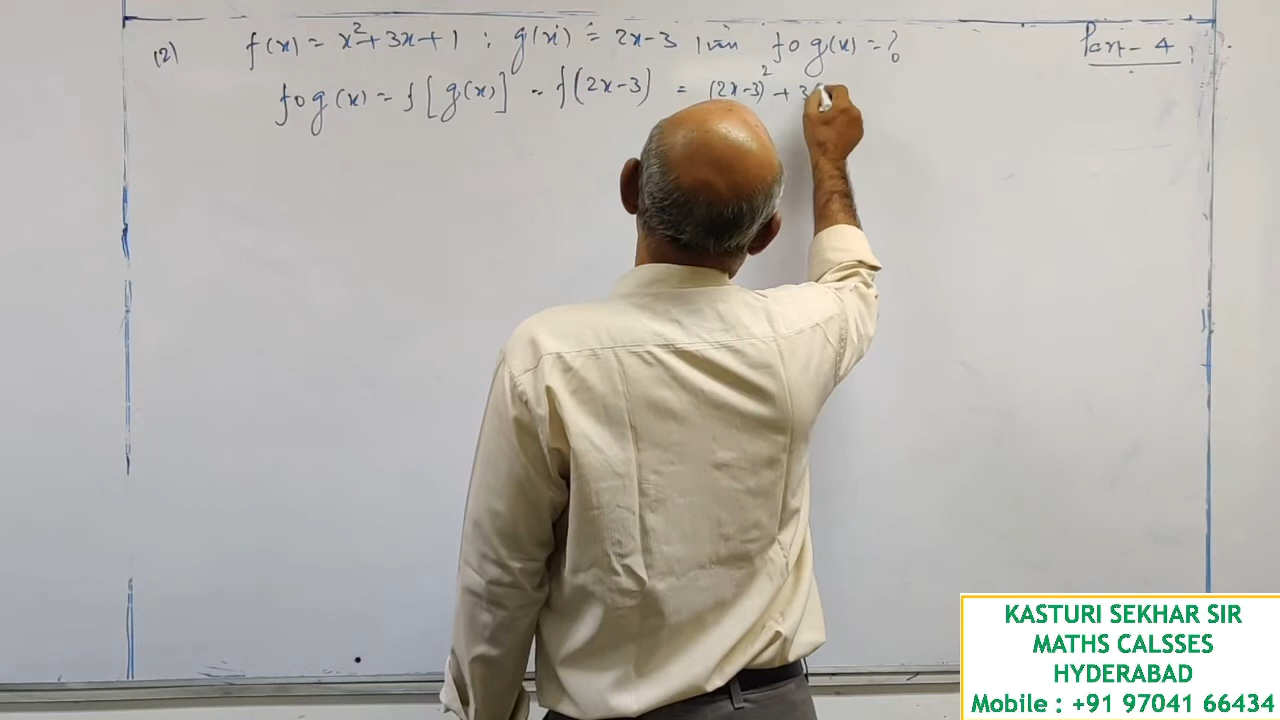 (2) f(x) = x²+3x+1 ; g(x) = 2x-3 then fog(x) = ?
Part - 4
fog(x) = f[g(x)] = f(2x-3) = (2x-3)² + 3(
KASTURI SEKHAR SIR
MATHS CALSSES
HYDERABAD
Mobile : +91 97041 66434